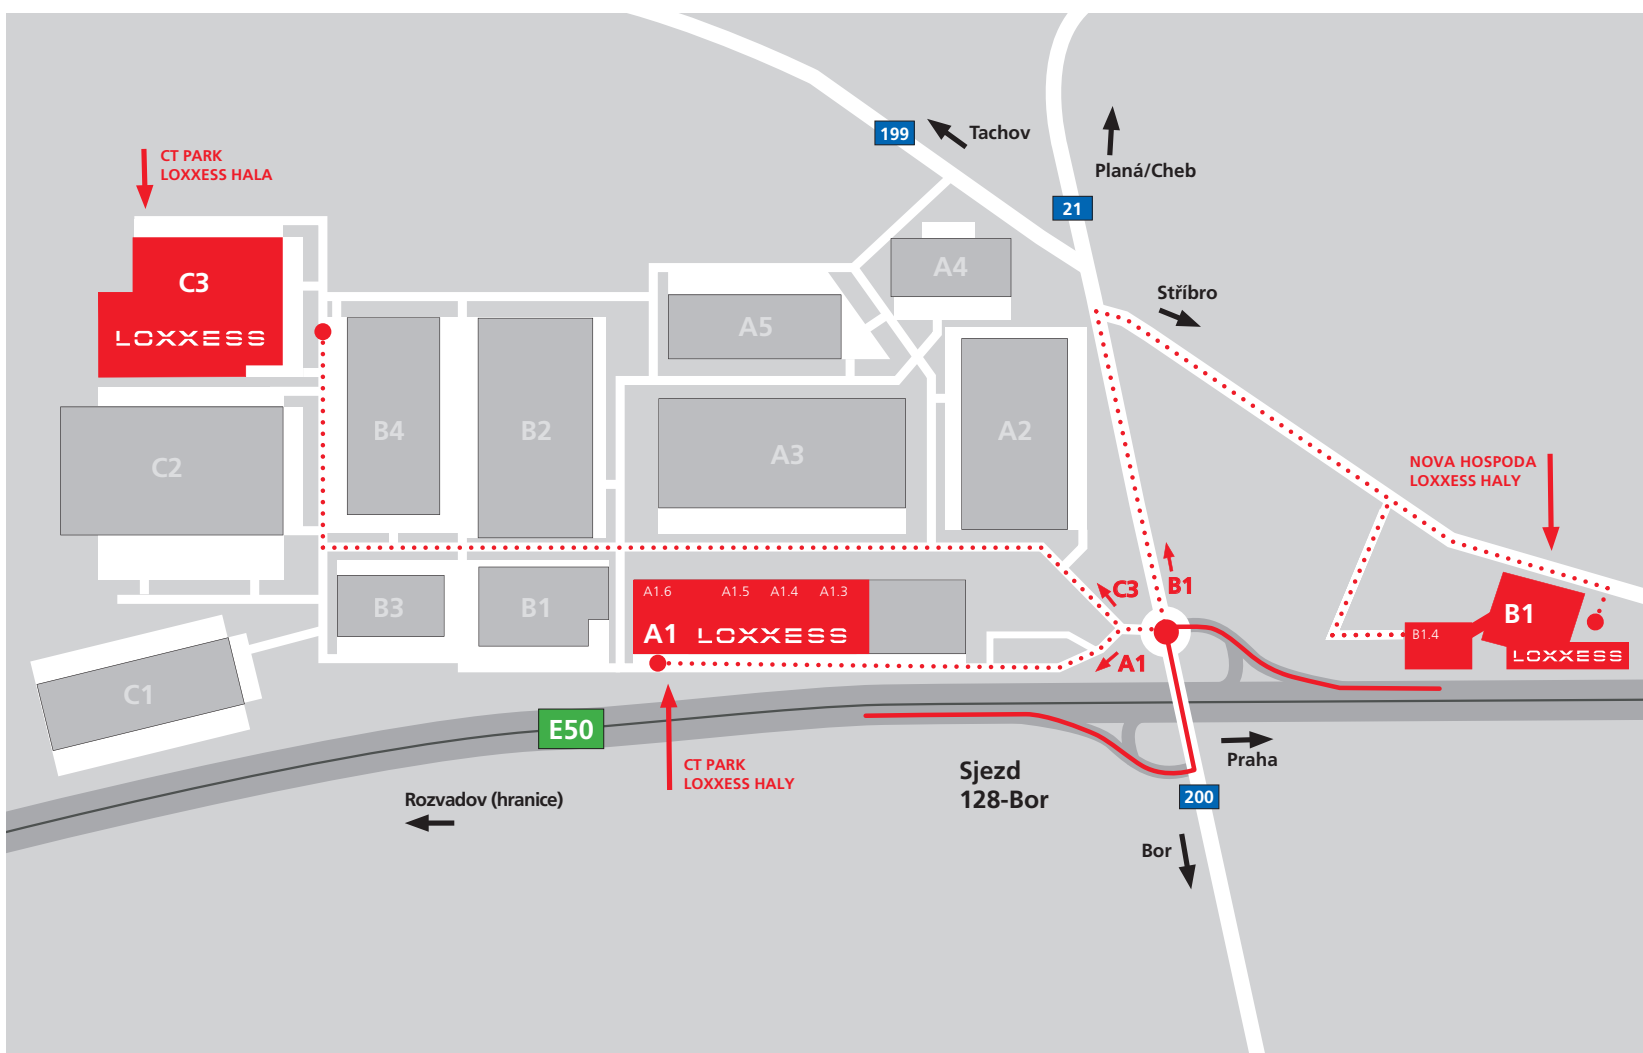 199
Tachov
Planá/Cheb
21
CT PARK
LOXXESS HALA
C3
LOXXESS
A4
Stříbro
A5
B4
B2
A3
A2
C2
NOVA HOSPODA
LOXXESS HALY
B3
B1
A1.6
A1.5
A1.4
A1.3
A1
LOXXESS
C3
B1
A1
B1
B1.4
LOXXESS
C1
E50
CT PARK
LOXXESS HALY
Sjezd
128-Bor
Praha
200
Rozvadov (hranice)
Bor